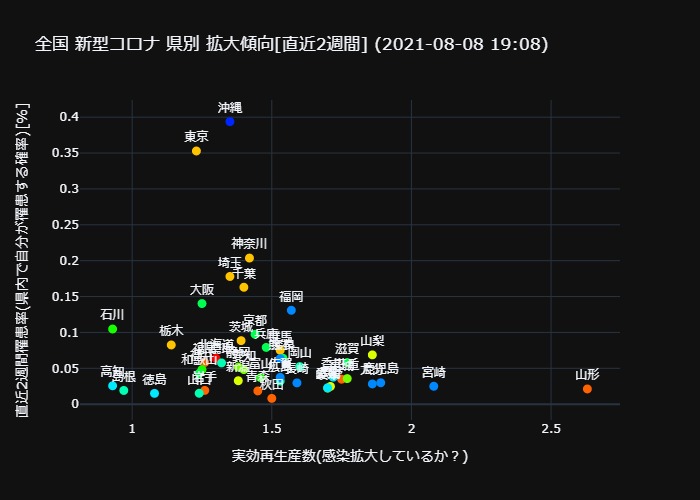 全国 新型コロナ 県別 拡大傾向[直近2週間] (2021-08-08 19:08)
直近2週間罹患率(県内で自分が罹患する確率)[%]
0.4
0.35
0.3
0.25
0.2
0.15
0.1
0.05
0
沖縄
東京
神奈川
埼玉
千葉
大阪
福岡
石川
栃木
茨城
京都
兵庫
山梨
滋賀
北海道
岡山
高知
島根
徳島
山口
岩手
青森
富山
広島
長崎
秋田
鹿児島
宮崎
山形
1
1.5
2
2.5
実効再生産数(感染拡大しているか？)